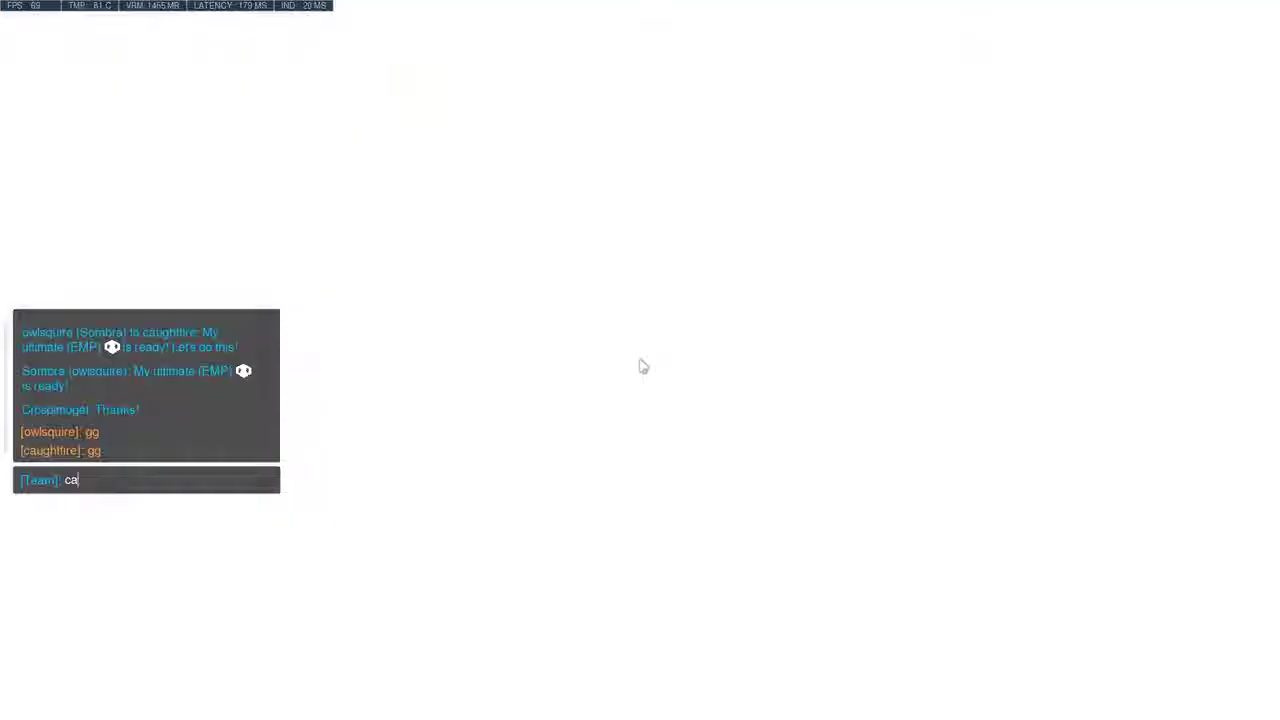 FPS: 69 TMP: 81 C VRM: 1465 MB LATENCY: 179 MS IND: 20 MS
owlsquire (Sombra) to caughtfire: My
ultimate (EMP) is ready! Let's do this!
Sombra (owlsquire): My ultimate (EMP)
is ready!
Thanks!
[owlsquire]: gg
[caughtfire]: gg
[Team]: ca